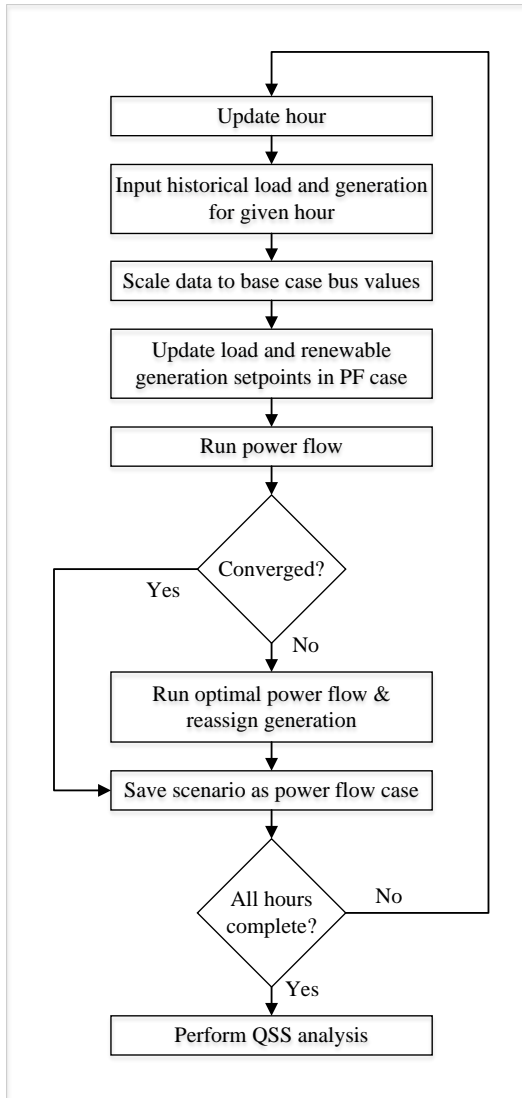 Update hour
Input historical load and generation
for given hour
Scale data to base case bus values
Update load and renewable
generation setpoints in PF case
Run power flow
Converged?
Yes
No
Run optimal power flow &
reassign generation
Save scenario as power flow case
All hours
complete?
No
Yes
Perform QSS analysis